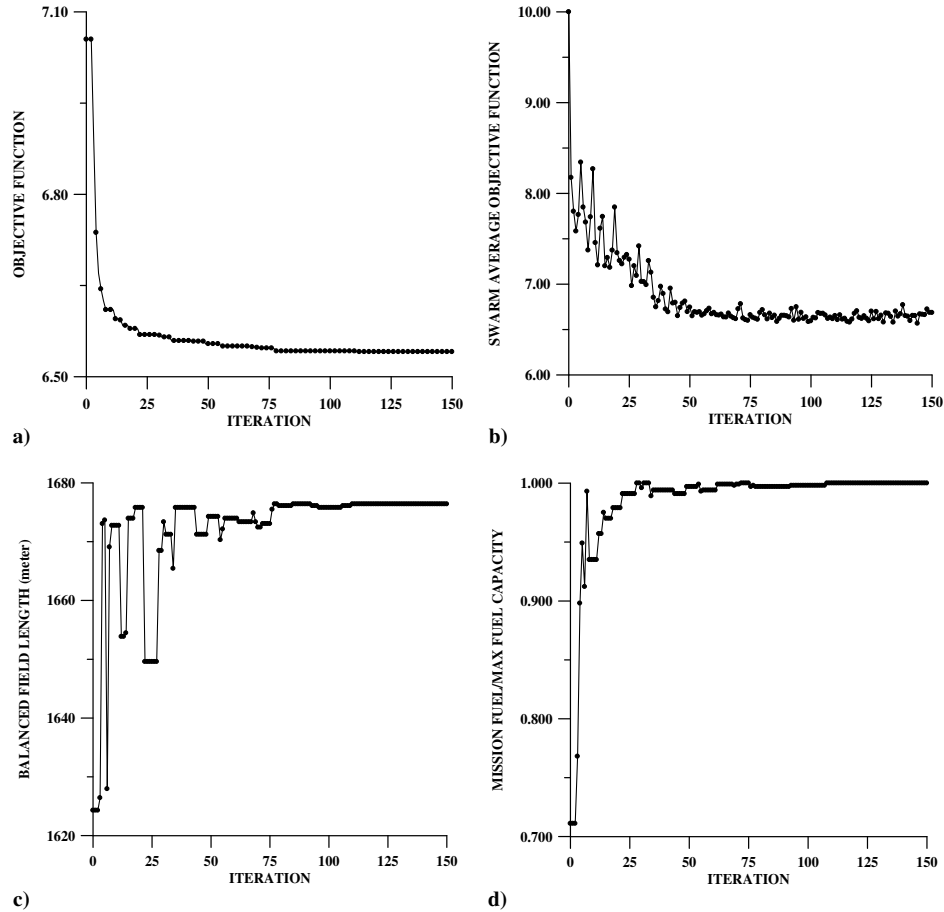 7.10
6.80
6.50
OBJECTIVE FUNCTION
0 25 50 75 100 125 150
ITERATION
a)
10.00
9.00
8.00
7.00
6.00
SWARM AVERAGE OBJECTIVE FUNCTION
0 25 50 75 100 125 150
ITERATION
b)
1680
1660
1640
1620
BALANCED FIELD LENGTH (meter)
0 25 50 75 100 125 150
ITERATION
c)
1.000
0.900
0.800
0.700
MISSION FUEL/MAX FUEL CAPACITY
0 25 50 75 100 125 150
ITERATION
d)